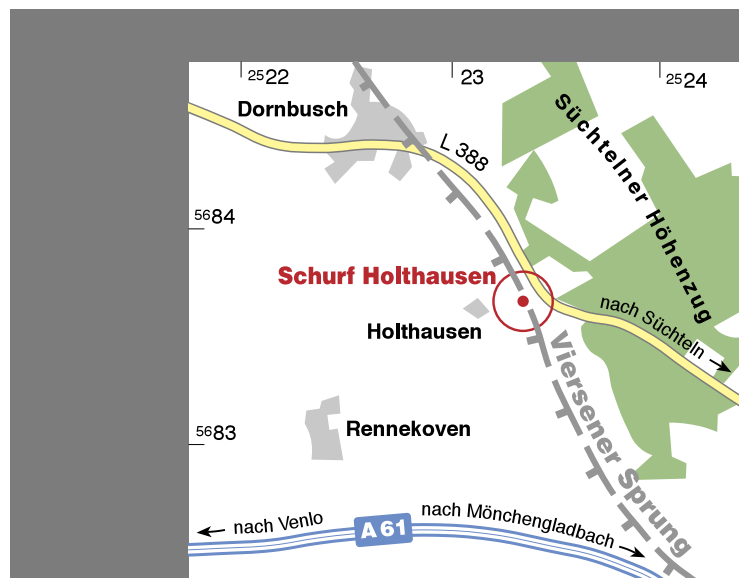 2522
23
2524
Dornbusch
Süchtelner Höhenzug
L 388
5684
Schurf Holthausen
nach Süchteln
Holthausen
Viersener Sprung
Rennekoven
5683
nach Venlo
A 61
nach Mönchengladbach